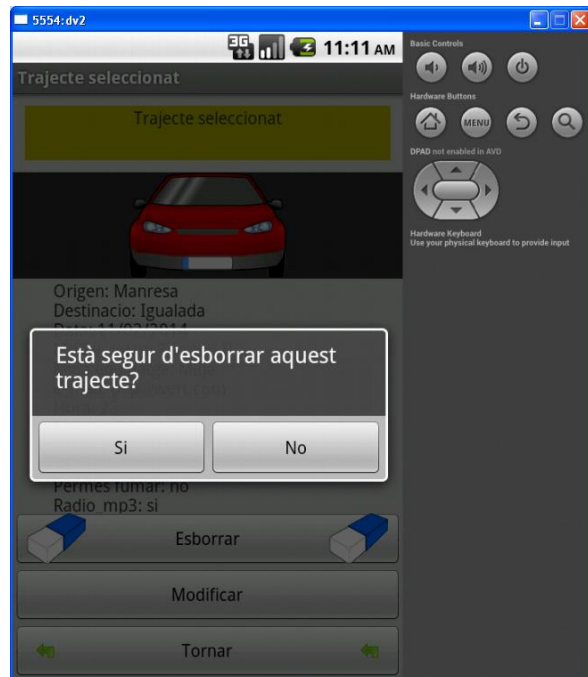 5554:dv2
3G 11:11 AM
Trajecte seleccionat
Trajecte seleccionat
Origen: Manresa
Destinacio: Igualada
Està segur d'esborrar aquest
trajecte?
Si
No
Permes fumar: no
Radio_mp3: si
Esborrar
Modificar
Tornar
Basic Controls
Hardware Buttons
MENU
DPAD not enabled in AVD
Hardware Keyboard
Use your physical keyboard to provide input